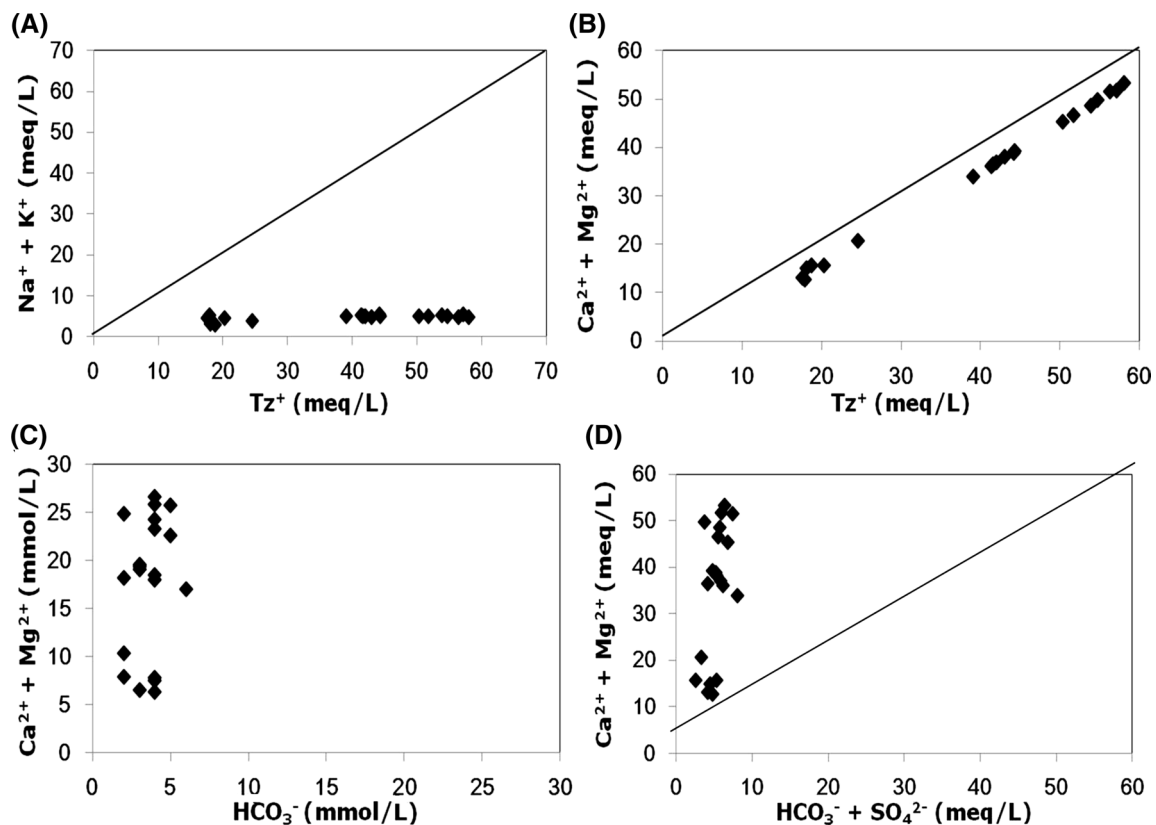 (A)
Na⁺ + K⁺ (meq/L)
70
60
50
40
30
20
10
0
0 10 20 30 40 50 60 70
Tz⁺ (meq/L)
(B)
Ca²⁺ + Mg²⁺ (meq/L)
60
50
40
30
20
10
0
0 10 20 30 40 50 60
Tz⁺ (meq/L)
(C)
Ca²⁺ + Mg²⁺ (mmol/L)
30
25
20
15
10
5
0
0 5 10 15 20 25 30
HCO₃⁻ (mmol/L)
(D)
Ca²⁺ + Mg²⁺ (meq/L)
60
50
40
30
20
10
0
0 10 20 30 40 50 60
HCO₃⁻ + SO₄²⁻ (meq/L)